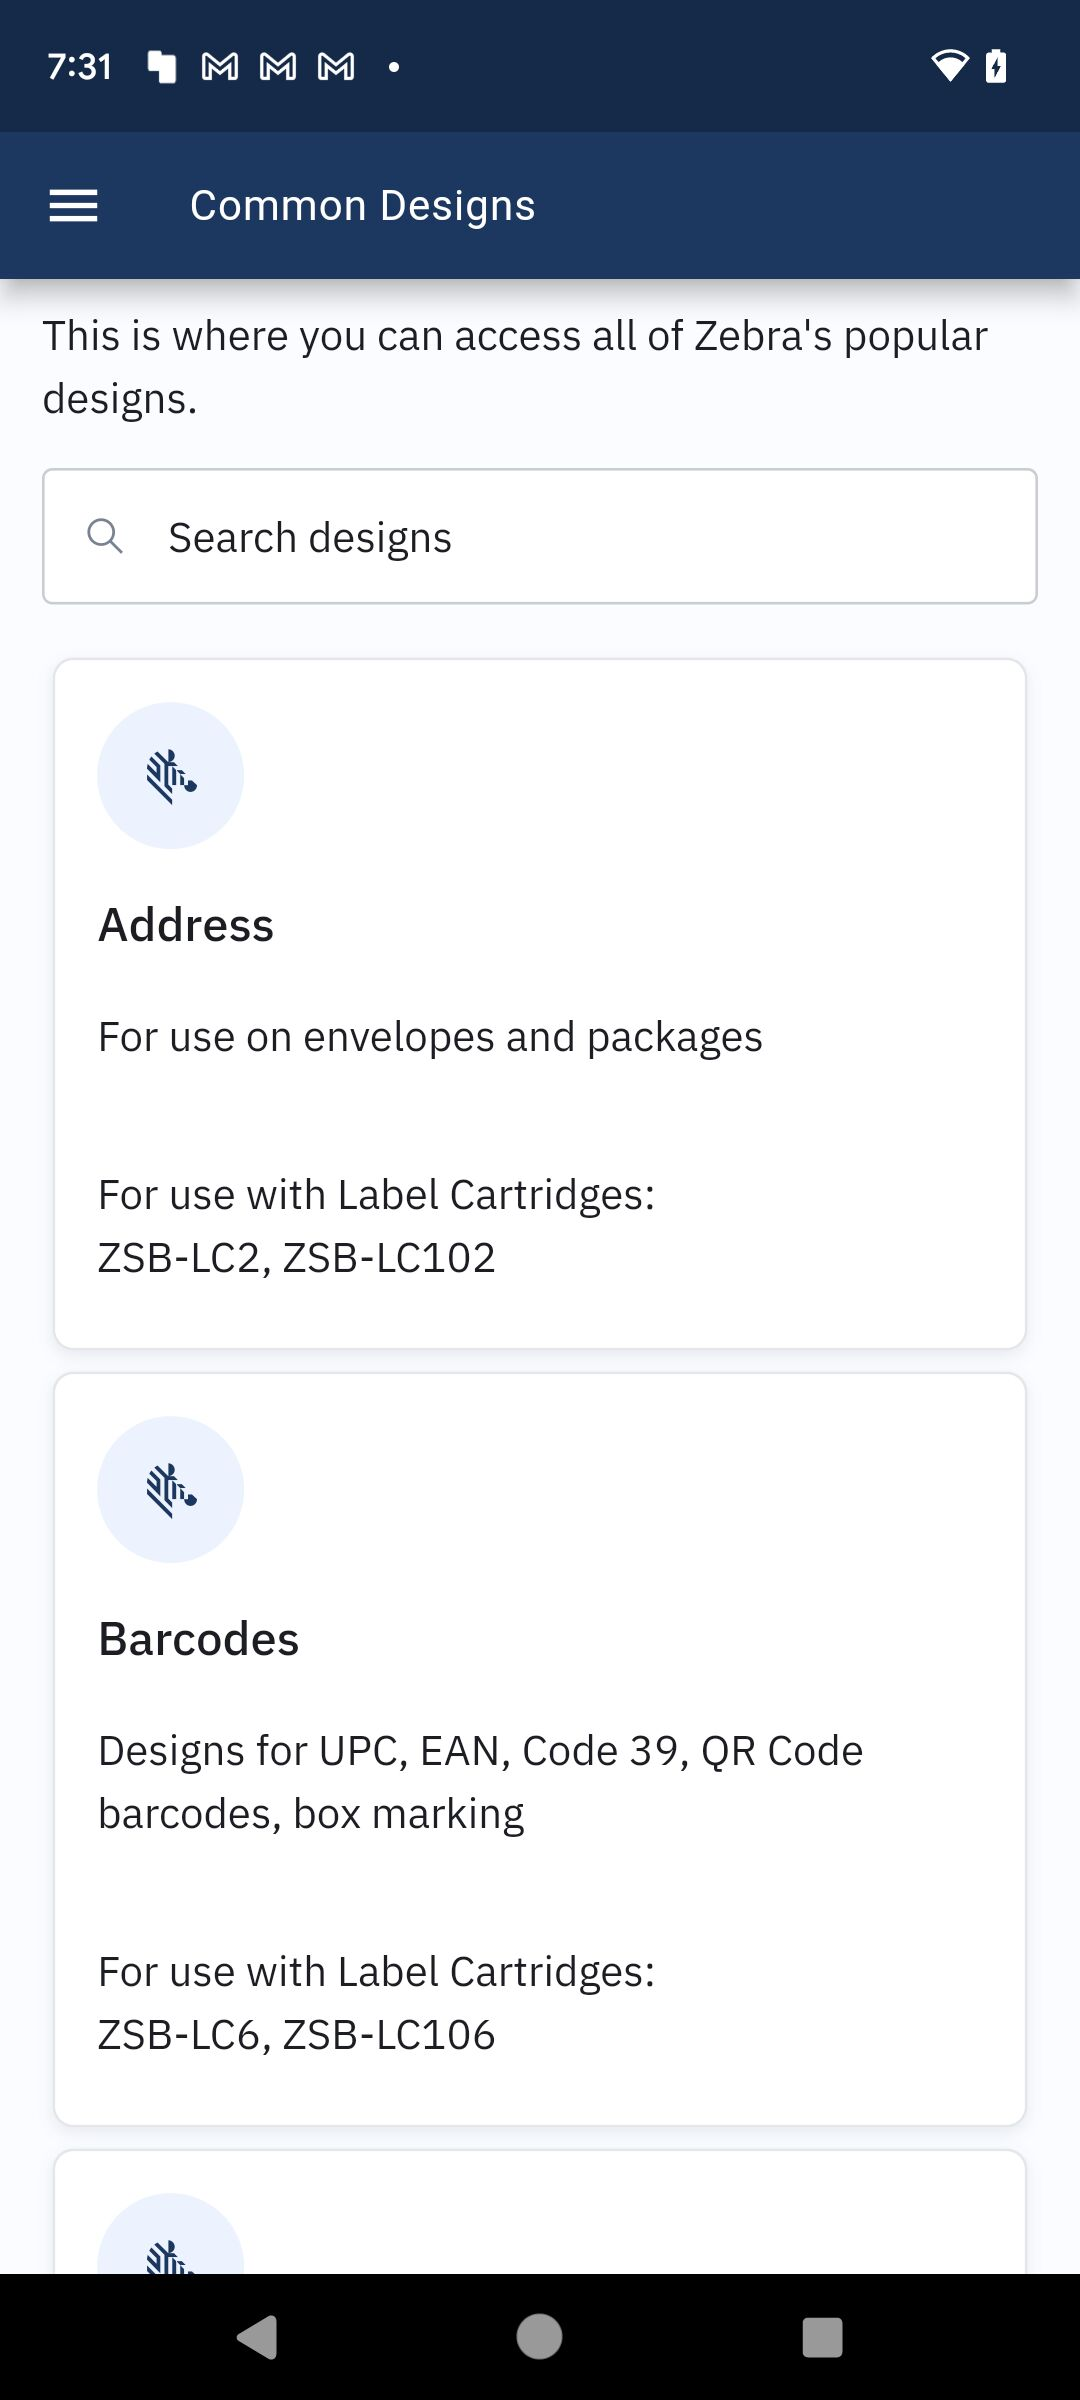 7:31
Common Designs
This is where you can access all of Zebra's popular
designs.
Search designs
Address
For use on envelopes and packages
For use with Label Cartridges:
ZSB-LC2, ZSB-LC102
Barcodes
Designs for UPC, EAN, Code 39, QR Code
barcodes, box marking
For use with Label Cartridges:
ZSB-LC6, ZSB-LC106